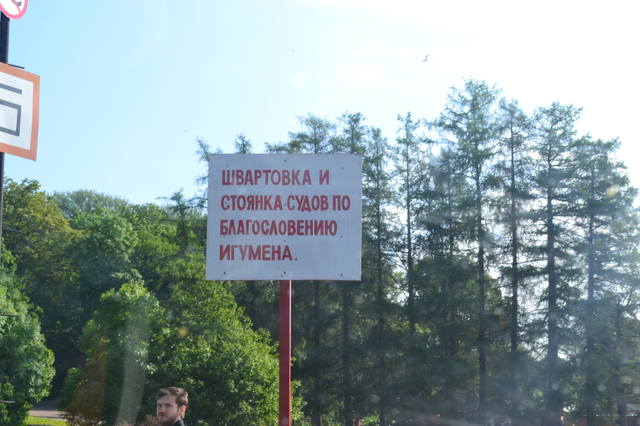 ШВАРТОВКА И
СТОЯНКА СУДОВ ПО
БЛАГОСЛОВЕНИЮ
ИГУМЕНА.